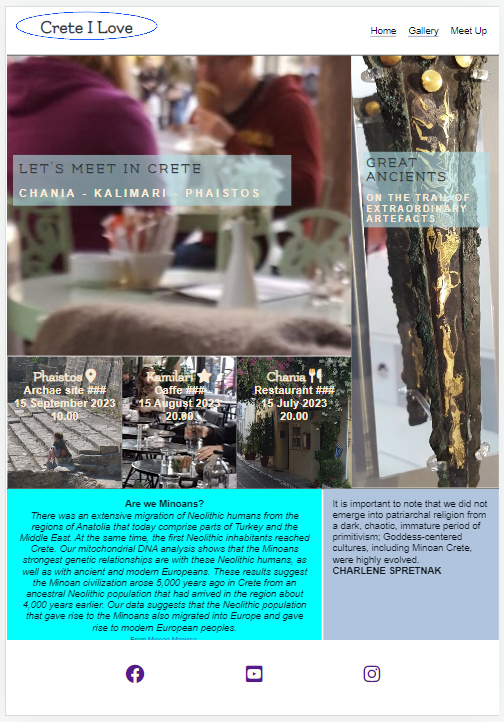 Crete I Love
Home Gallery Meet Up
LET'S MEET IN CRETE
CHANIA - KALIMARI - PHAISTOS
GREAT
ANCIENTS
ON THE TRAIL OF
EXTRAORDINARY
ARTEFACTS
Phaistos
Archae site ###
15 September 2023
10.00
Kamilari
Caffe ###
15 August 2023
20.00
Chania
Restaurant ###
15 July 2023
20.00
Are we Minoans?
There was an extensive migration of Neolithic humans from the
regions of Anatolia that today comprise parts of Turkey and the
Middle East. At the same time, the first Neolithic inhabitants reached
Crete. Our mitochondrial DNA analysis shows that the Minoans
strongest genetic relationships are with these Neolithic humans, as
well as with ancient and modern Europeans. These results suggest
the Minoan civilization arose 5,000 years ago in Crete from an
ancestral Neolithic population that had arrived in the region about
4,000 years earlier. Our data suggests that the Neolithic population
that gave rise to the Minoans also migrated into Europe and gave
rise to modern European peoples.
From Minoan
It is important to note that we did not
emerge into patriarchal religion from
a dark, chaotic, immature period of
primitivism; Goddess-centered
cultures, including Minoan Crete,
were highly evolved.
CHARLENE SPRETNAK